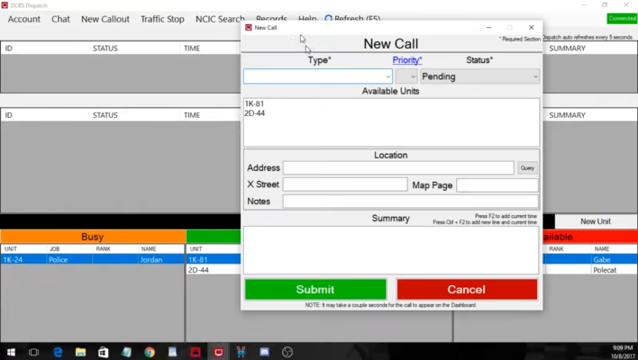 DCRS Dispatch
Account Chat New Callout Traffic Stop NCIC Search Records Help Refresh (F5) Connected
Dispatch auto refreshes every 5 seconds.
ID STATUS TIME SUMMARY
New Call
New Call
* Required Section
Type* Priority* Status*
Pending
Available Units
1K-81
2D-44
ID STATUS TIME SUMMARY
Location
Address Query
X Street Map Page
Notes
Summary
Press F2 to add current time
Press Ctrl + F2 to add new line and current time
New Unit
Busy
UNIT JOB RANK NAME UNIT NAME
1K-24 Police Jordan 1K-81 Gabe
2D-44 Polecat
Submit Cancel
NOTE: It may take a couple seconds for the call to appear on the Dashboard.
9:09 PM
10/8/2017